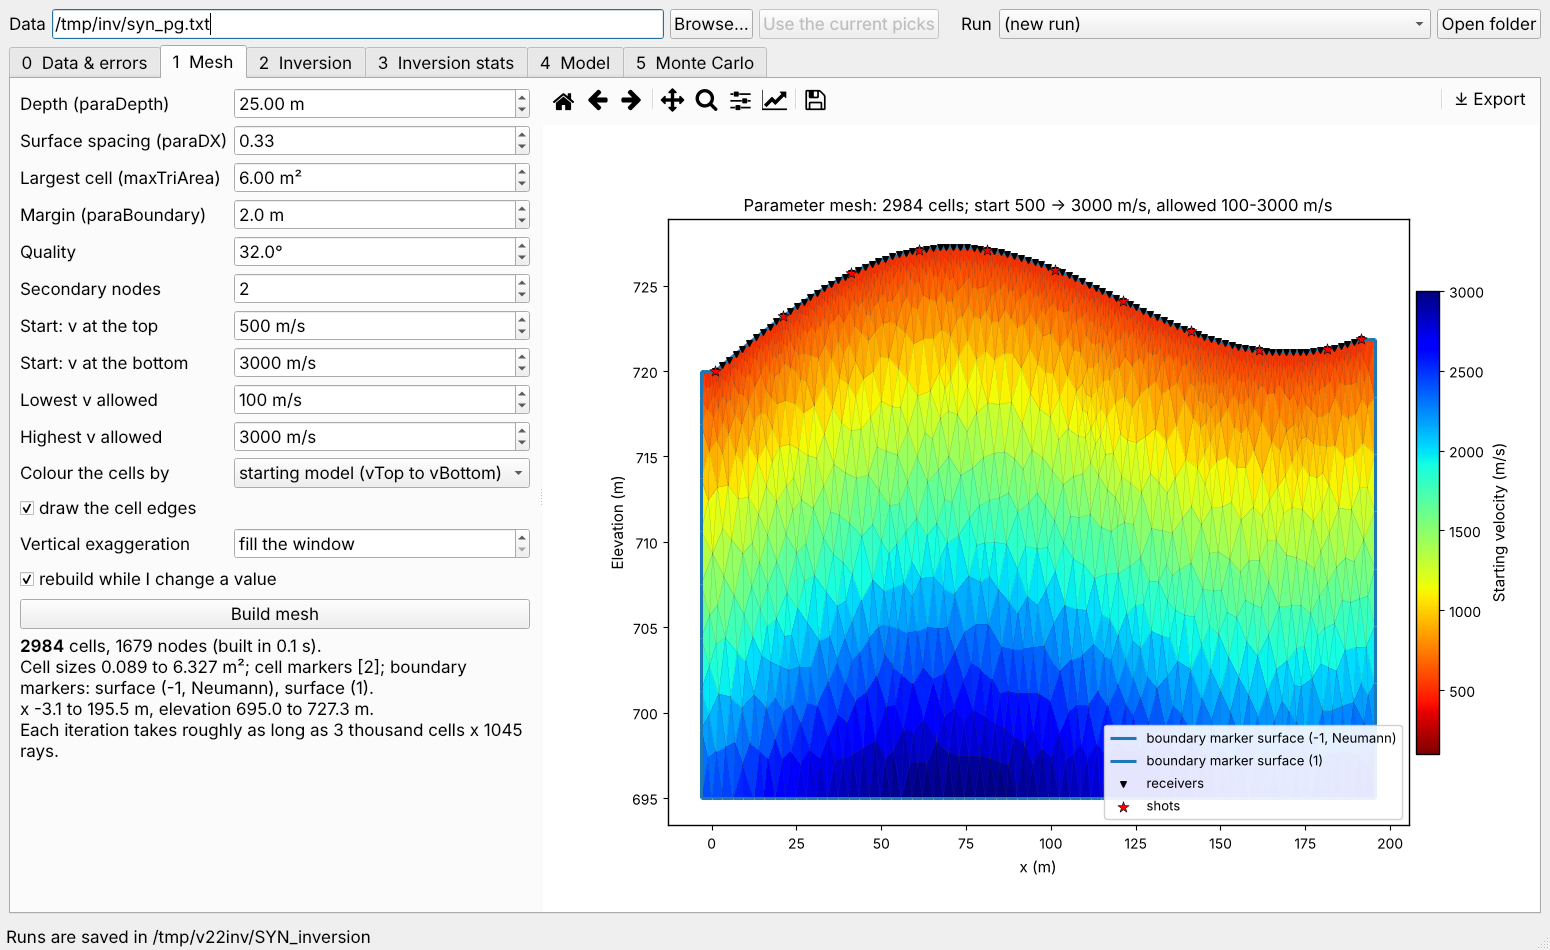 Data /tmp/inv/syn_pg.txt Browse... Use the current picks Run (new run) Open folder
0 Data & errors 1 Mesh 2 Inversion 3 Inversion stats 4 Model 5 Monte Carlo
Depth (paraDepth) 25.00 m
Surface spacing (paraDX) 0.33
Largest cell (maxTriArea) 6.00 m²
Margin (paraBoundary) 2.0 m
Quality 32.0°
Secondary nodes 2
Start: v at the top 500 m/s
Start: v at the bottom 3000 m/s
Lowest v allowed 100 m/s
Highest v allowed 3000 m/s
Colour the cells by starting model (vTop to vBottom)
draw the cell edges
Vertical exaggeration fill the window
rebuild while I change a value
Build mesh
2984 cells, 1679 nodes (built in 0.1 s).
Cell sizes 0.089 to 6.327 m²; cell markers [2]; boundary
markers: surface (-1, Neumann), surface (1).
x -3.1 to 195.5 m, elevation 695.0 to 727.3 m.
Each iteration takes roughly as long as 3 thousand cells x 1045
rays.
Export
Parameter mesh: 2984 cells; start 500 → 3000 m/s, allowed 100-3000 m/s
Elevation (m)
725
720
715
710
705
700
695
0 25 50 75 100 125 150 175 200
x (m)
boundary marker surface (-1, Neumann)
boundary marker surface (1)
receivers
shots
3000
2500
2000
1500
1000
500
Starting velocity (m/s)
Runs are saved in /tmp/v22inv/SYN_inversion